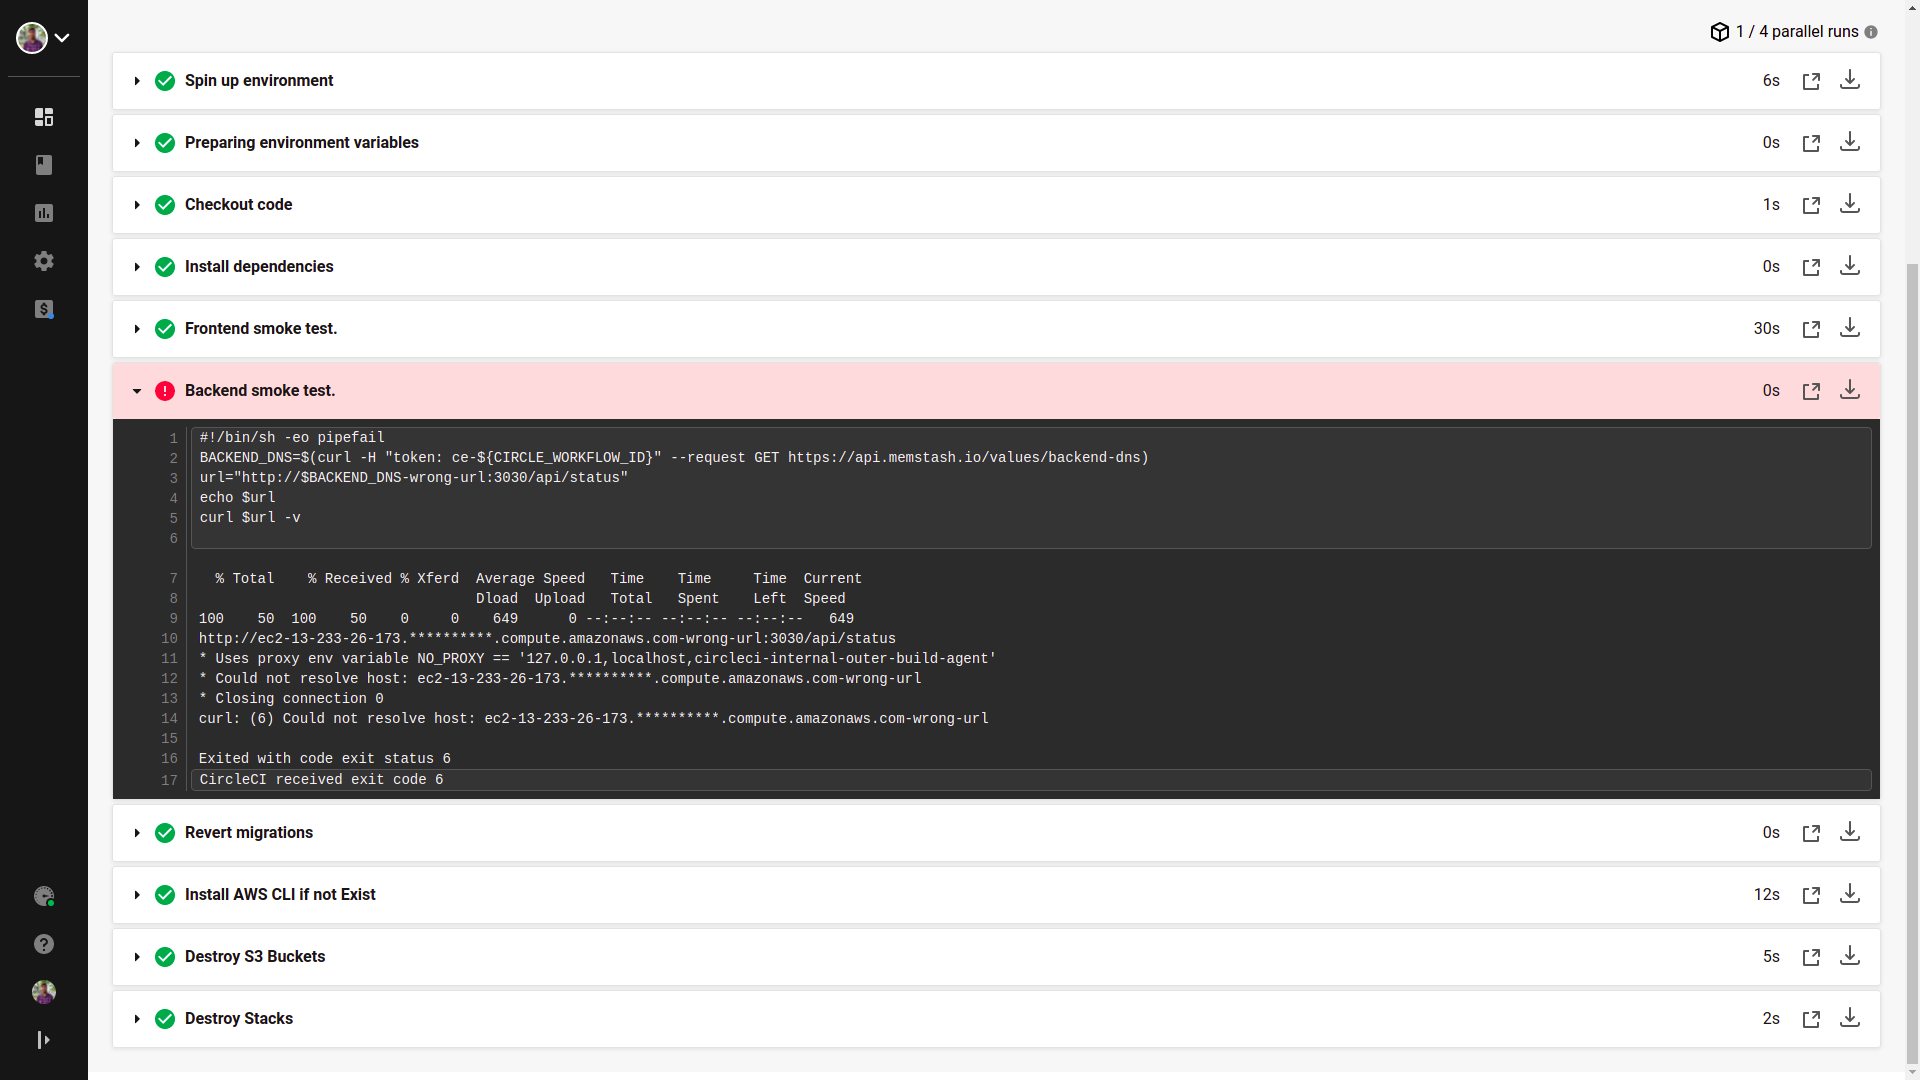 1 / 4 parallel runs
Spin up environment 6s
Preparing environment variables 0s
Checkout code 1s
Install dependencies 0s
Frontend smoke test. 30s
Backend smoke test. 0s
1 #!/bin/sh -eo pipefail
2 BACKEND_DNS=$(curl -H "token: ce-${CIRCLE_WORKFLOW_ID}" --request GET https://api.memstash.io/values/backend-dns)
3 url="http://$BACKEND_DNS-wrong-url:3030/api/status"
4 echo $url
5 curl $url -v
6
7   % Total    % Received % Xferd  Average Speed   Time    Time     Time  Current
8                                  Dload  Upload   Total   Spent    Left  Speed
9 100    50  100    50    0     0    649      0 --:--:-- --:--:-- --:--:--   649
10 http://ec2-13-233-26-173.**********.compute.amazonaws.com-wrong-url:3030/api/status
11 * Uses proxy env variable NO_PROXY == '127.0.0.1,localhost,circleci-internal-outer-build-agent'
12 * Could not resolve host: ec2-13-233-26-173.**********.compute.amazonaws.com-wrong-url
13 * Closing connection 0
14 curl: (6) Could not resolve host: ec2-13-233-26-173.**********.compute.amazonaws.com-wrong-url
15
16 Exited with code exit status 6
17 CircleCI received exit code 6
Revert migrations 0s
Install AWS CLI if not Exist 12s
Destroy S3 Buckets 5s
Destroy Stacks 2s